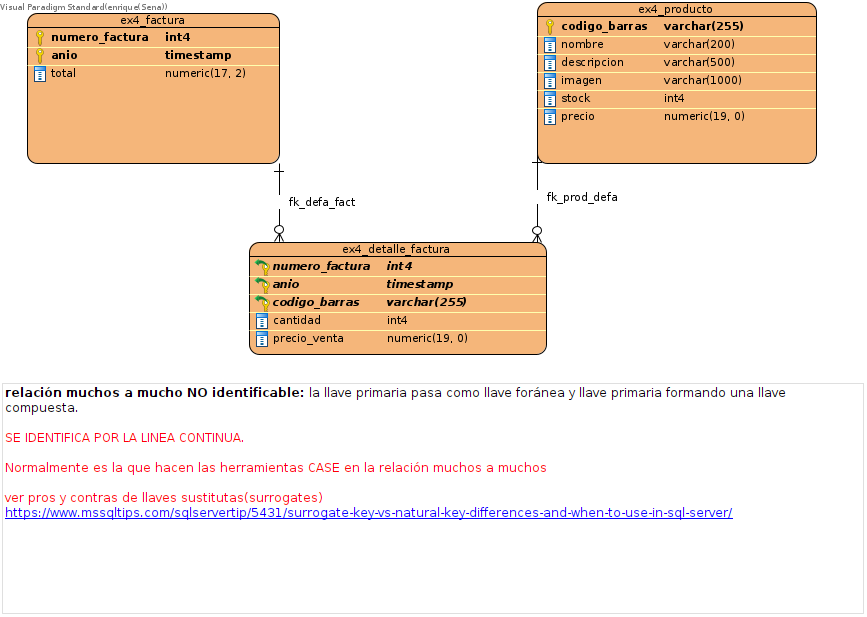 Visual Paradigm Standard(enrique(Sena))
ex4_factura
numero_factura int4
anio timestamp
total numeric(17, 2)
ex4_producto
codigo_barras varchar(255)
nombre varchar(200)
descripcion varchar(500)
imagen varchar(1000)
stock int4
precio numeric(19, 0)
fk_defa_fact
fk_prod_defa
ex4_detalle_factura
numero_factura int4
anio timestamp
codigo_barras varchar(255)
cantidad int4
precio_venta numeric(19, 0)
relación muchos a mucho NO identificable: la llave primaria pasa como llave foránea y llave primaria formando una llave
compuesta.
SE IDENTIFICA POR LA LINEA CONTINUA.
Normalmente es la que hacen las herramientas CASE en la relación muchos a muchos
ver pros y contras de llaves sustitutas(surrogates)
https://www.mssqltips.com/sqlservertip/5431/surrogate-key-vs-natural-key-differences-and-when-to-use-in-sql-server/